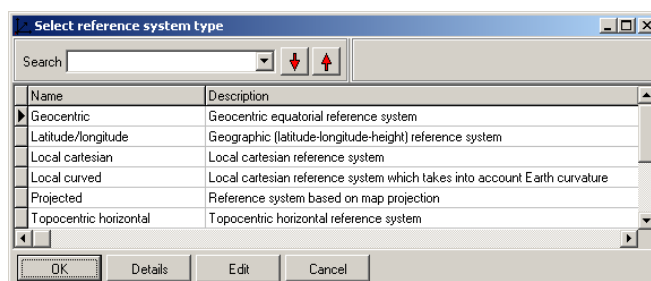 Select reference system type
Search
Name Description
Geocentric Geocentric equatorial reference system
Latitude/longitude Geographic (latitude-longitude-height) reference system
Local cartesian Local cartesian reference system
Local curved Local cartesian reference system which takes into account Earth curvature
Projected Reference system based on map projection
Topocentric horizontal Topocentric horizontal reference system
OK Details Edit Cancel